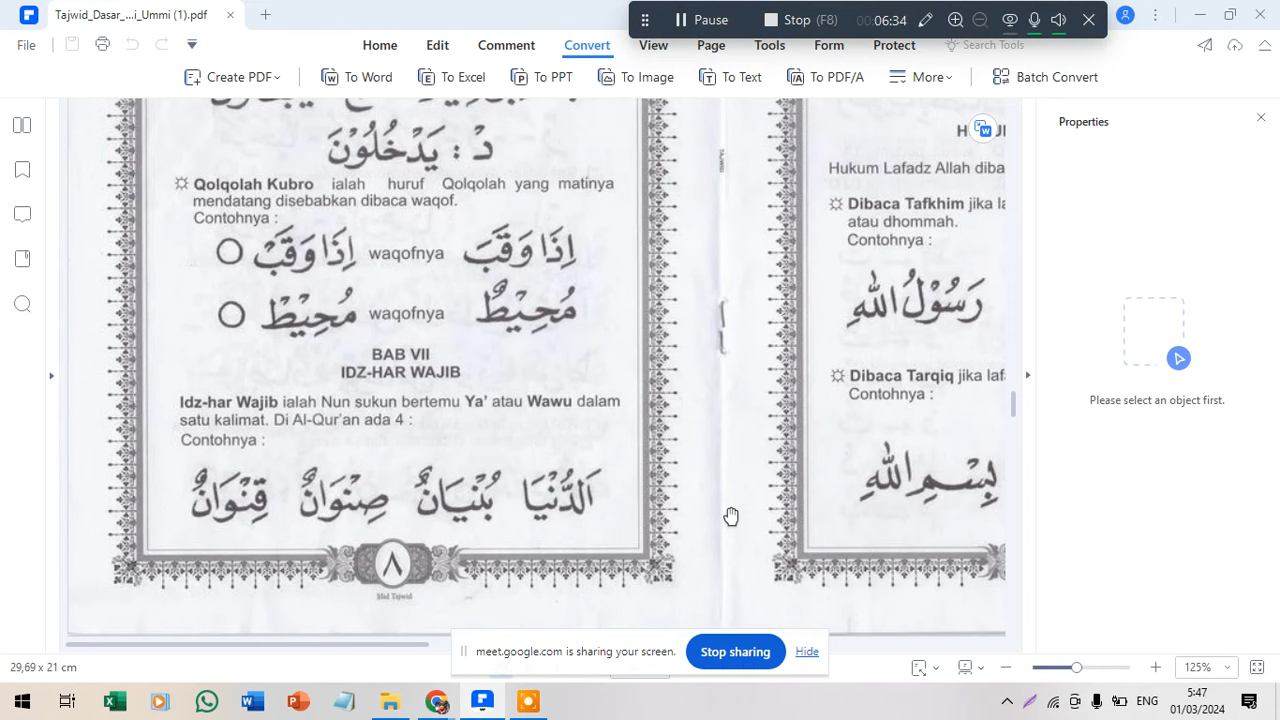 Tajwid_Dasar_...i_Ummi (1).pdf
Pause
Stop (F8)
00:06:34
File
Home Edit Comment Convert View Page Tools Form Protect Search Tools
Create PDF To Word To Excel To PPT To Image To Text To PDF/A More Batch Convert
د : يَدْخُلُوْنَ
Qolqolah Kubro ialah huruf Qolqolah yang matinya
mendatang disebabkan dibaca waqof.
Contohnya :
اِذَا وَقَبَ waqofnya اِذَا وَقَبْ
مُحِيْطٌ waqofnya مُحِيْطْ
BAB VII
IDZ-HAR WAJIB
Idz-har Wajib ialah Nun sukun bertemu Ya' atau Wawu dalam
satu kalimat. Di Al-Qur'an ada 4 :
Contohnya :
اَلدُّنْيَا بُنْيَانٌ صِنْوَانٌ قِنْوَانٌ
٨
Hukum Lafadz Allah diba
Dibaca Tafkhim jika la
atau dhommah.
Contohnya :
رَسُوْلُ اللهِ
Dibaca Tarqiq jika laf
Contohnya :
بِسْمِ اللهِ
Properties
Please select an object first.
meet.google.com is sharing your screen.
Stop sharing
Hide
29,69 x 21 cm
125%
ENG
5:47
01/03/2024